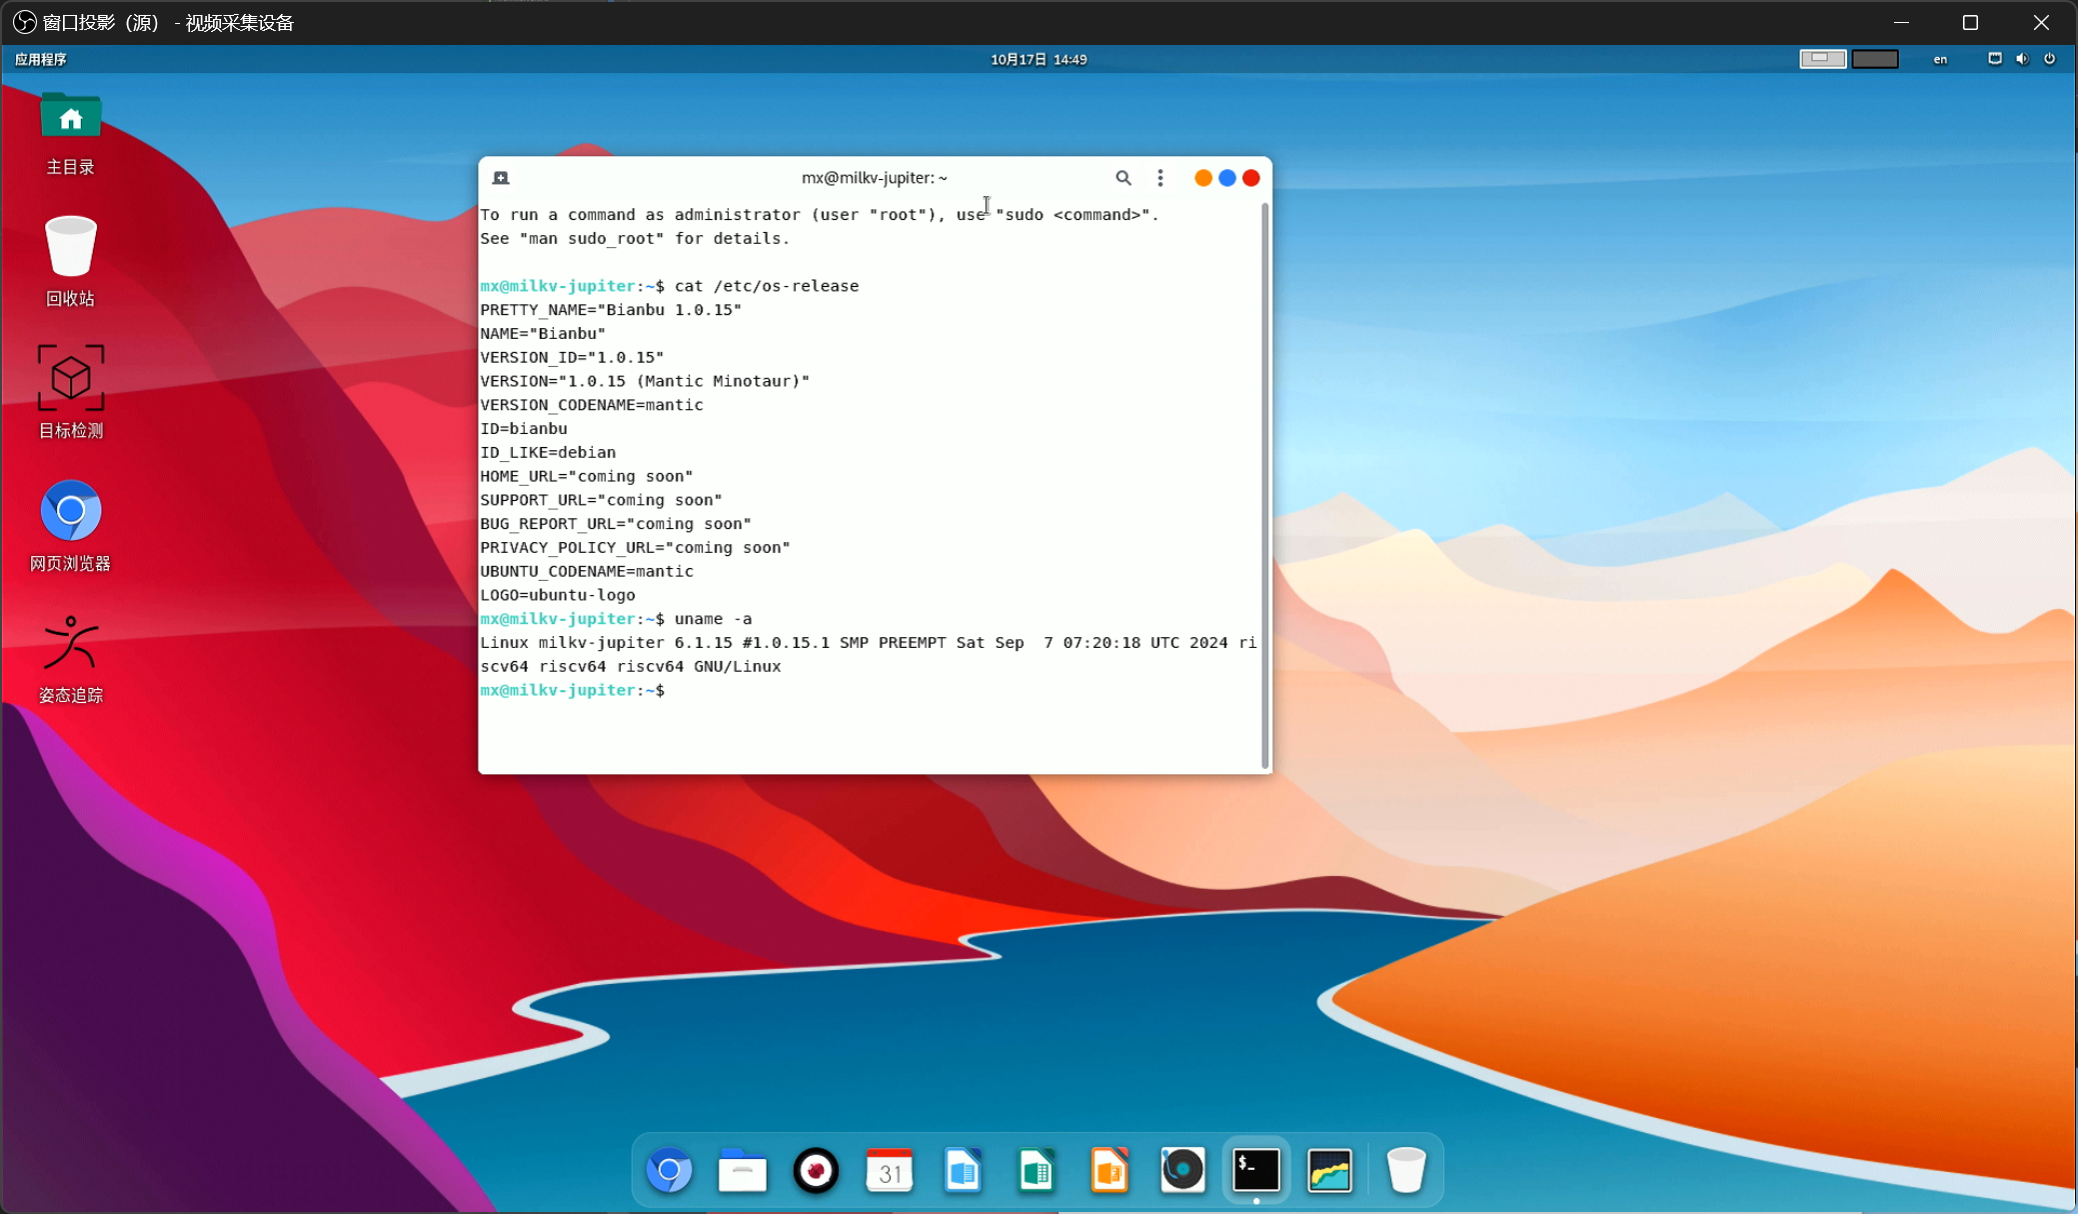 窗口投影（源） - 视频采集设备
应用程序
10月17日 14:49
en
主目录
回收站
目标检测
网页浏览器
姿态追踪
mx@milkv-jupiter: ~
To run a command as administrator (user "root"), use "sudo <command>".
See "man sudo_root" for details.
mx@milkv-jupiter:~$ cat /etc/os-release
PRETTY_NAME="Bianbu 1.0.15"
NAME="Bianbu"
VERSION_ID="1.0.15"
VERSION="1.0.15 (Mantic Minotaur)"
VERSION_CODENAME=mantic
ID=bianbu
ID_LIKE=debian
HOME_URL="coming soon"
SUPPORT_URL="coming soon"
BUG_REPORT_URL="coming soon"
PRIVACY_POLICY_URL="coming soon"
UBUNTU_CODENAME=mantic
LOGO=ubuntu-logo
mx@milkv-jupiter:~$ uname -a
Linux milkv-jupiter 6.1.15 #1.0.15.1 SMP PREEMPT Sat Sep  7 07:20:18 UTC 2024 ri
scv64 riscv64 riscv64 GNU/Linux
mx@milkv-jupiter:~$
31
$_